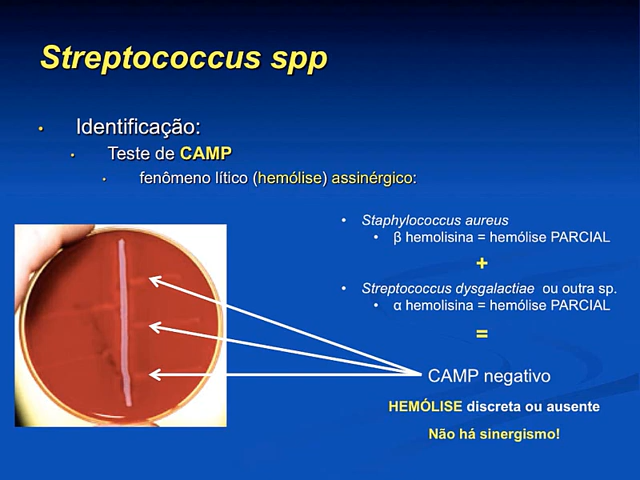 Streptococcus spp
• Identificação:
• Teste de CAMP
• fenômeno lítico (hemólise) assinérgico:
• Staphylococcus aureus
• β hemolisina = hemólise PARCIAL
+
• Streptococcus dysgalactiae ou outra sp.
• α hemolisina = hemólise PARCIAL
=
CAMP negativo
HEMÓLISE discreta ou ausente
Não há sinergismo!